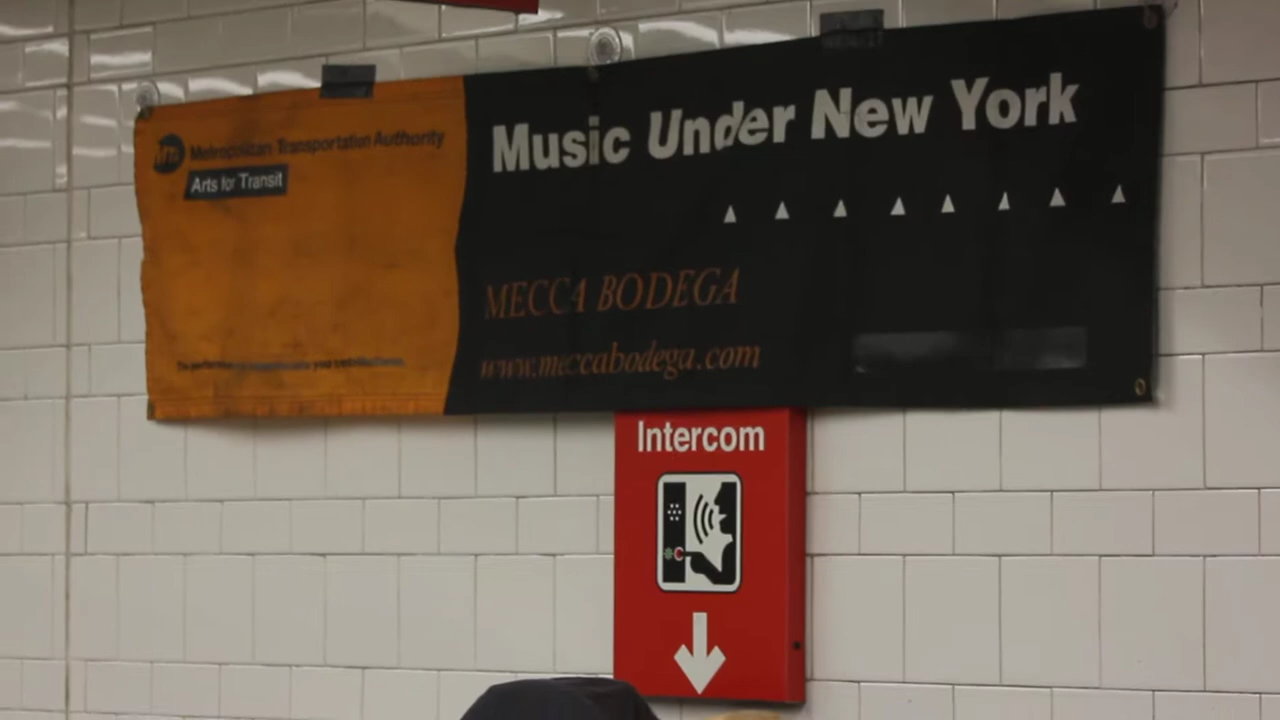 Metropolitan Transportation Authority
Arts for Transit
Music Under New York
MECCA BODEGA
www.meccabodega.com
Intercom